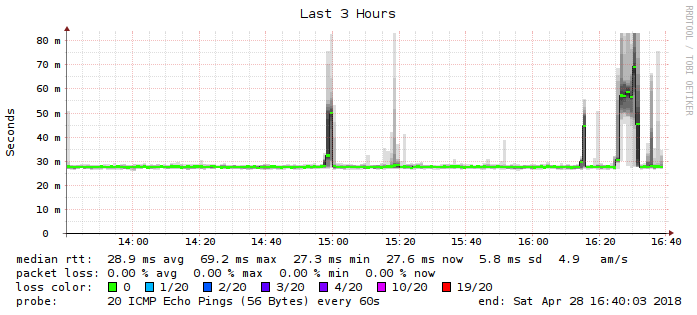 Last 3 Hours
RRDTOOL / TOBI OETIKER
Seconds
80 m
70 m
60 m
50 m
40 m
30 m
20 m
10 m
0
14:00 14:20 14:40 15:00 15:20 15:40 16:00 16:20 16:40
median rtt: 28.9 ms avg 69.2 ms max 27.3 ms min 27.6 ms now 5.8 ms sd 4.9 am/s
packet loss: 0.00 % avg 0.00 % max 0.00 % min 0.00 % now
loss color: 0 1/20 2/20 3/20 4/20 10/20 19/20
probe: 20 ICMP Echo Pings (56 Bytes) every 60s end: Sat Apr 28 16:40:03 2018